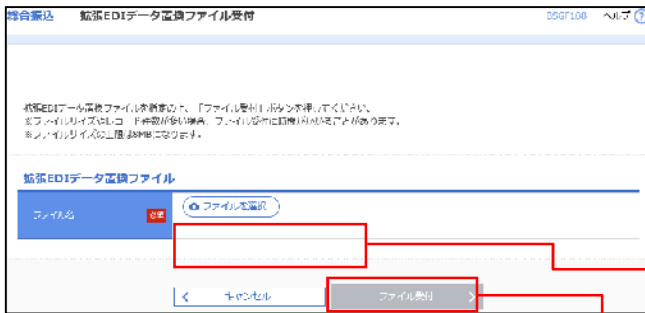 総合振込 拡張EDIデータ置換ファイル受付 BSGF108 ヘルプ ?
拡張EDIデータ置換ファイルを指定の上、「ファイル受付」ボタンを押してください。
※ファイルサイズやレコード件数が多い場合、ファイル受付に時間がかかることがあります。
※ファイルサイズの上限は8MBになります。
拡張EDIデータ置換ファイル
ファイル名 必須 ファイルを選択
キャンセル ファイル受付